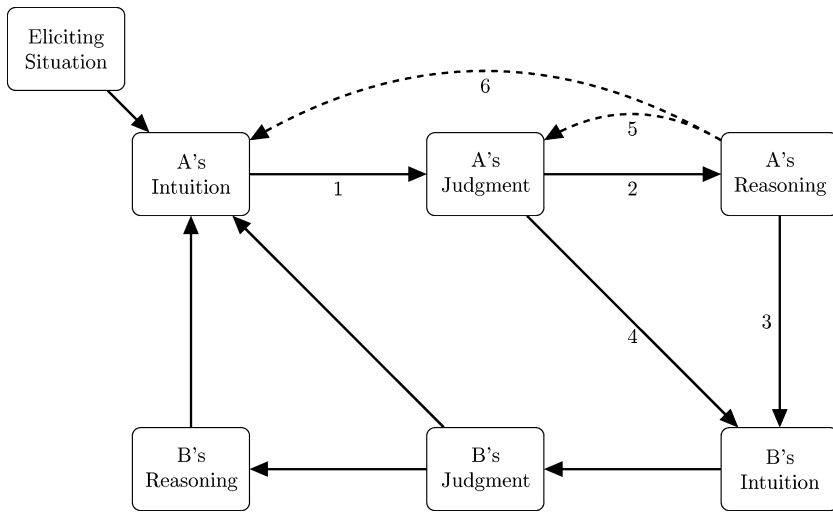 Eliciting
Situation
6
5
A's
Intuition
1
A's
Judgment
2
A's
Reasoning
4
3
B's
Reasoning
B's
Judgment
B's
Intuition